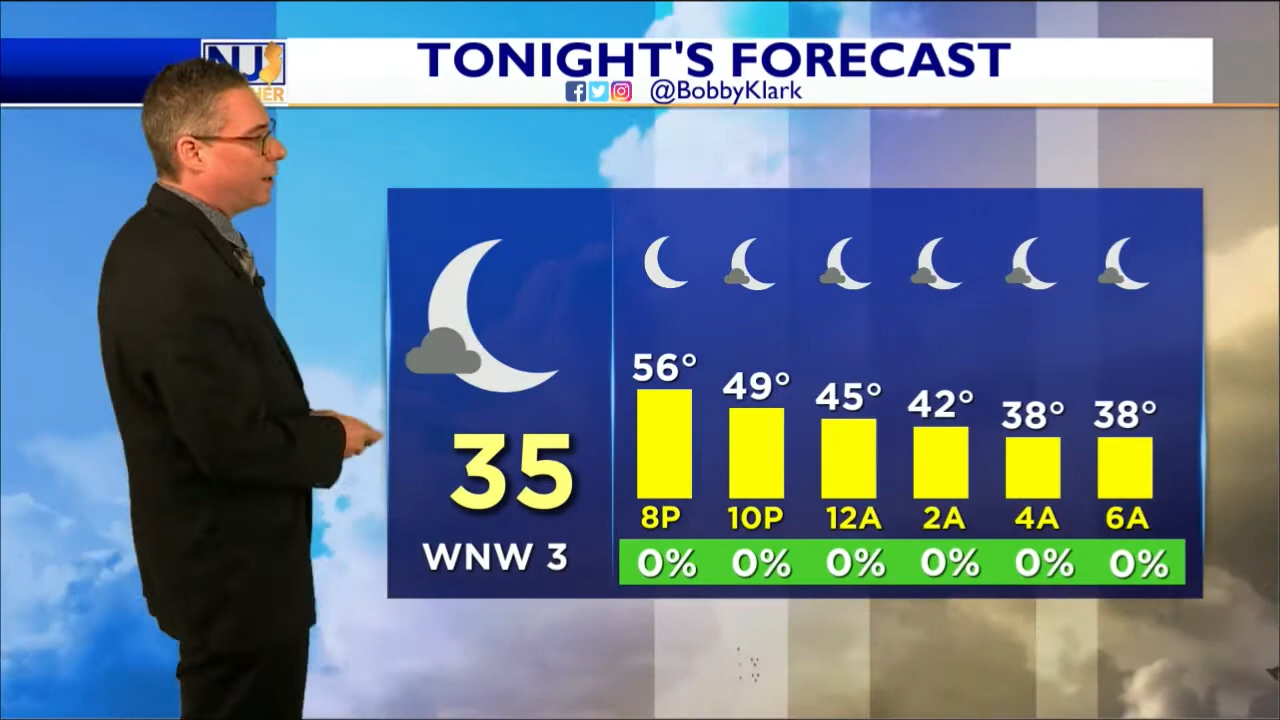 NJ
TONIGHT'S FORECAST
@BobbyKlark
56° 49° 45° 42° 38° 38°
35
8P 10P 12A 2A 4A 6A
WNW 3
0% 0% 0% 0% 0% 0%